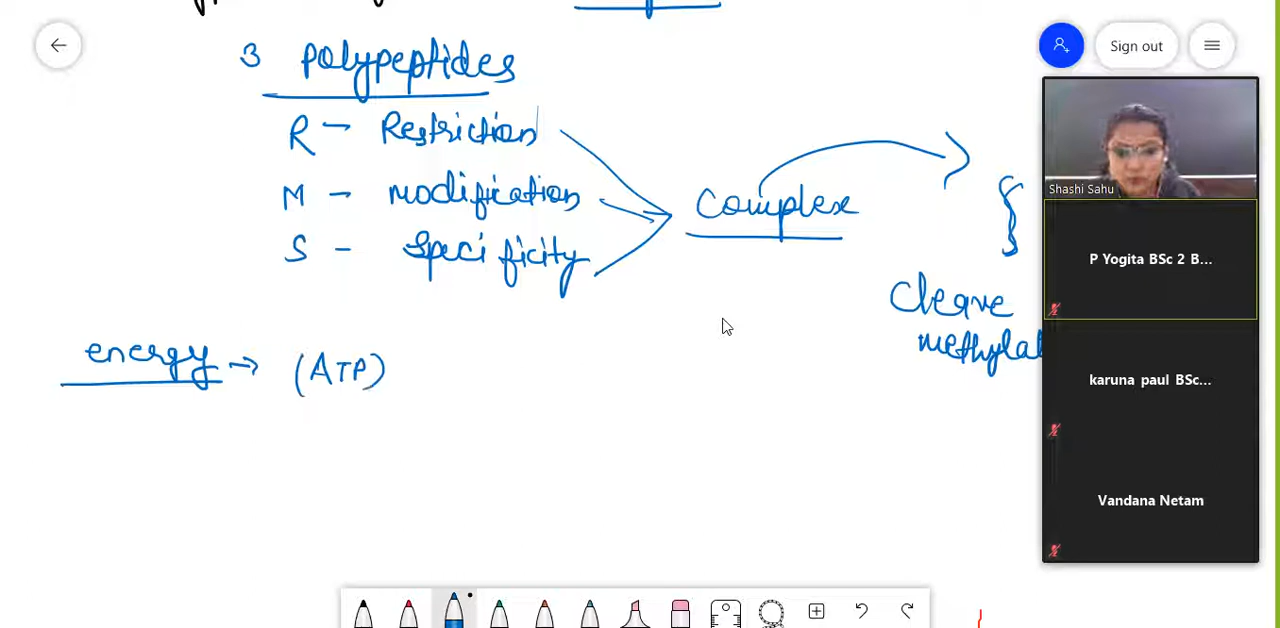 Sign out
3 Polypeptides
R - Restriction
M - modification
S - Specificity
Complex
Cleave
methylat
energy → (ATP)
Shashi Sahu
P Yogita BSc 2 B...
karuna paul BSc...
Vandana Netam